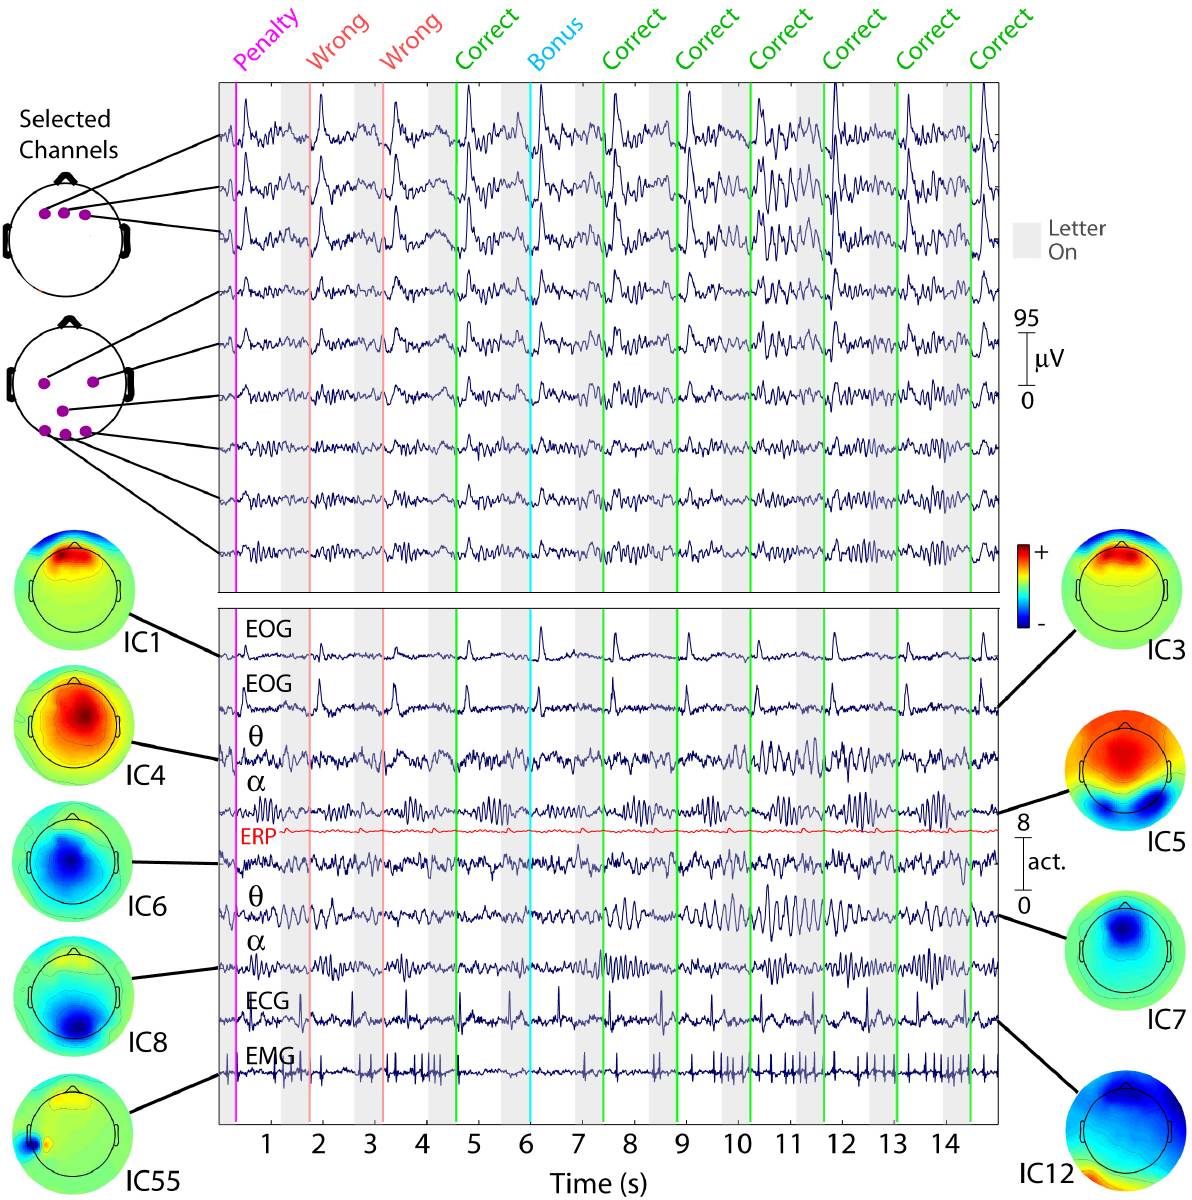 Penalty
Wrong
Wrong
Correct
Bonus
Correct
Correct
Correct
Correct
Correct
Correct
Selected
Channels
Letter
On
95
μV
0
+
-
EOG
EOG
θ
α
ERP
θ
α
ECG
EMG
IC1
IC4
IC6
IC8
IC55
IC3
IC5
8
act.
0
IC7
IC12
1 2 3 4 5 6 7 8 9 10 11 12 13 14
Time (s)